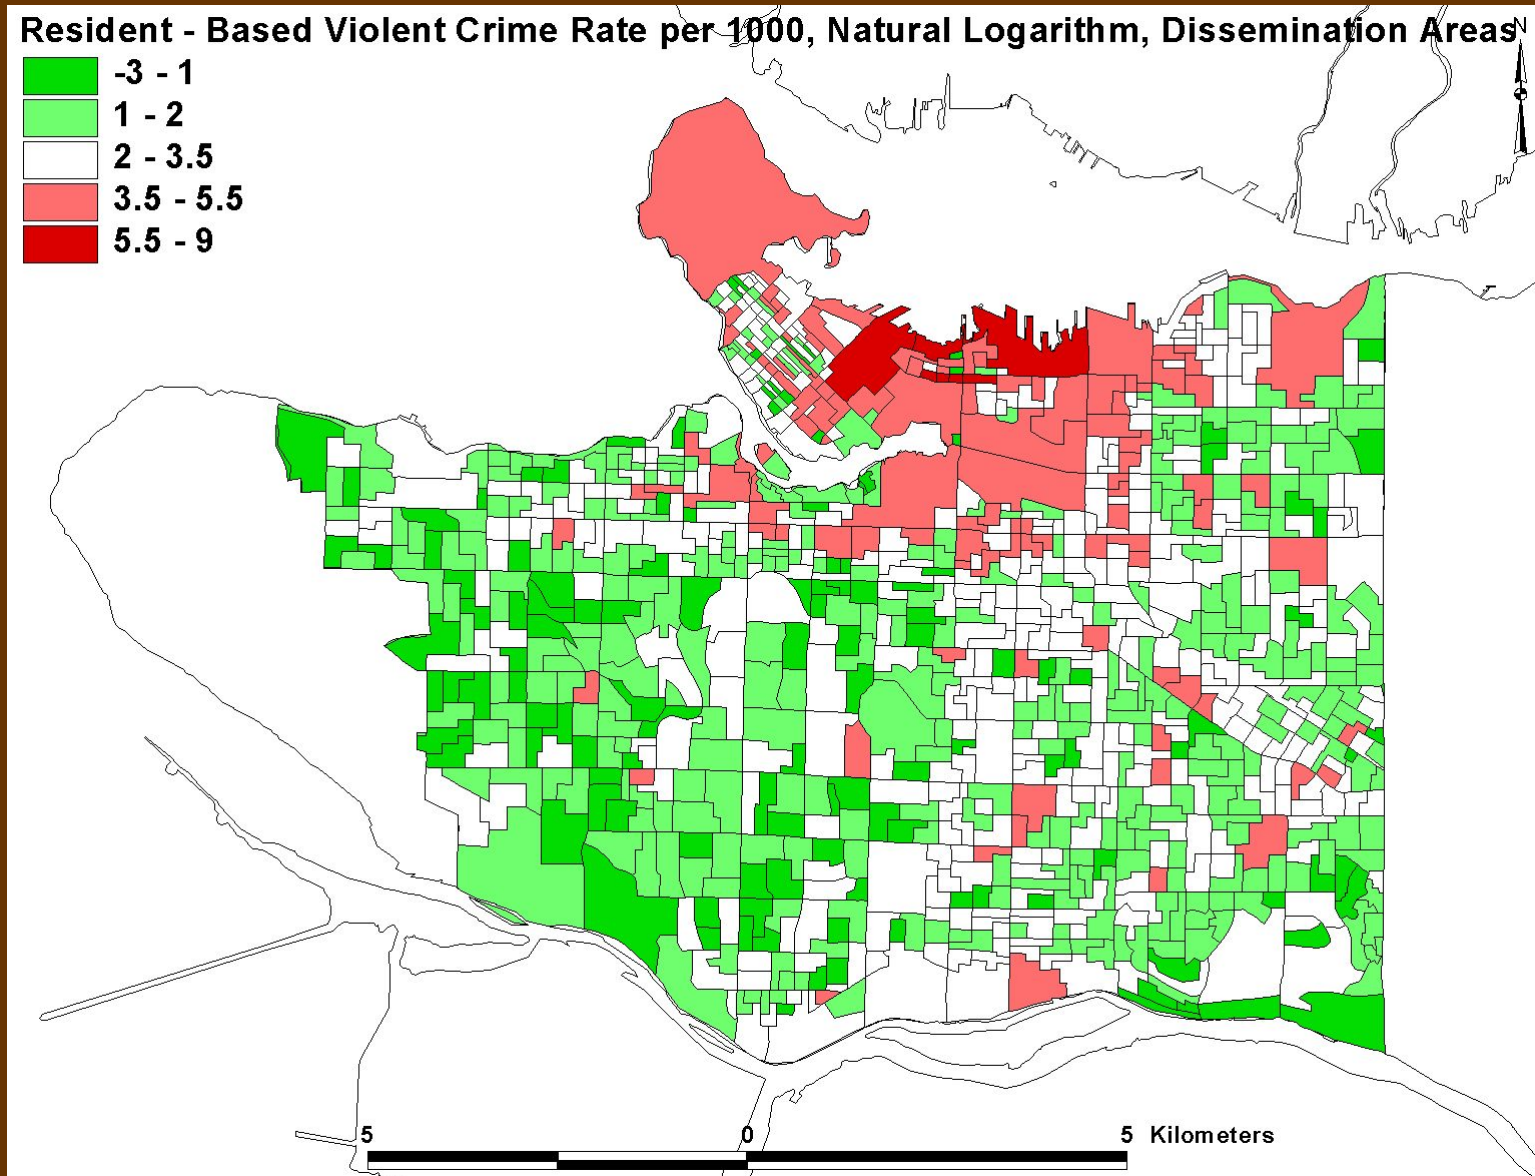 Resident - Based Violent Crime Rate per 1000, Natural Logarithm, Dissemination Areas
N
-3 - 1
1 - 2
2 - 3.5
3.5 - 5.5
5.5 - 9
5 0 5 Kilometers